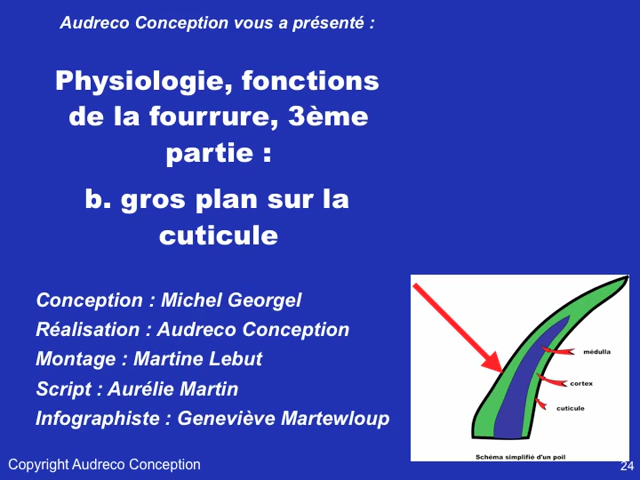 Audreco Conception vous a présenté :
Physiologie, fonctions
de la fourrure, 3ème
partie :
b. gros plan sur la
cuticule
Conception : Michel Georgel
Réalisation : Audreco Conception
Montage : Martine Lebut
Script : Aurélie Martin
Infographiste : Geneviève Martewloup
médulla
cortex
cuticule
Schéma simplifié d'un poil
Copyright Audreco Conception
24